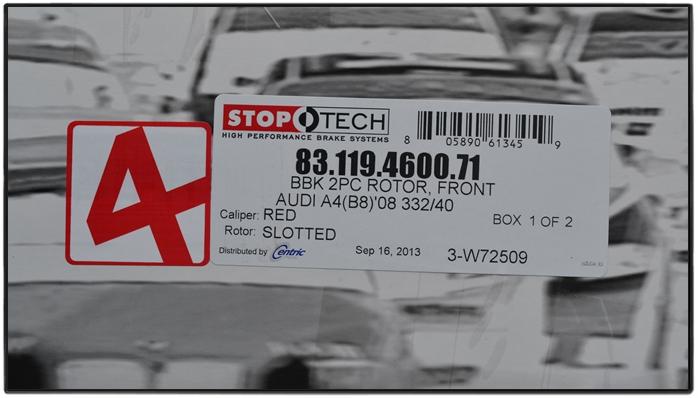 STOPTECH
HIGH PERFORMANCE BRAKE SYSTEMS
8 05890 61345 9
83.119.4600.71
BBK 2PC ROTOR, FRONT
AUDI A4(B8)'08 332/40
Caliper: RED
BOX 1 OF 2
Rotor: SLOTTED
Distributed by Centric
Sep 16, 2013
3-W72509
4